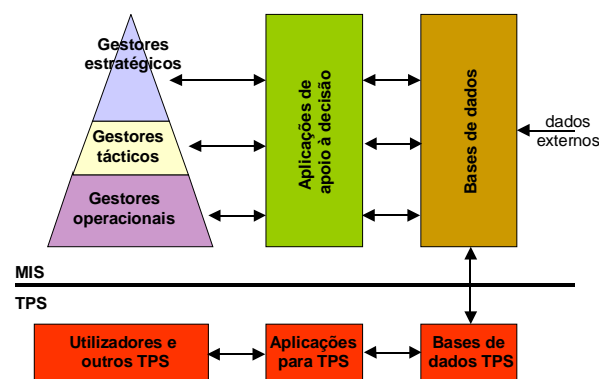 Gestores
estratégicos
Gestores
tácticos
Gestores
operacionais
Aplicações de
apoio à decisão
Bases de dados
dados
externos
MIS
TPS
Utilizadores e
outros TPS
Aplicações
para TPS
Bases de
dados TPS